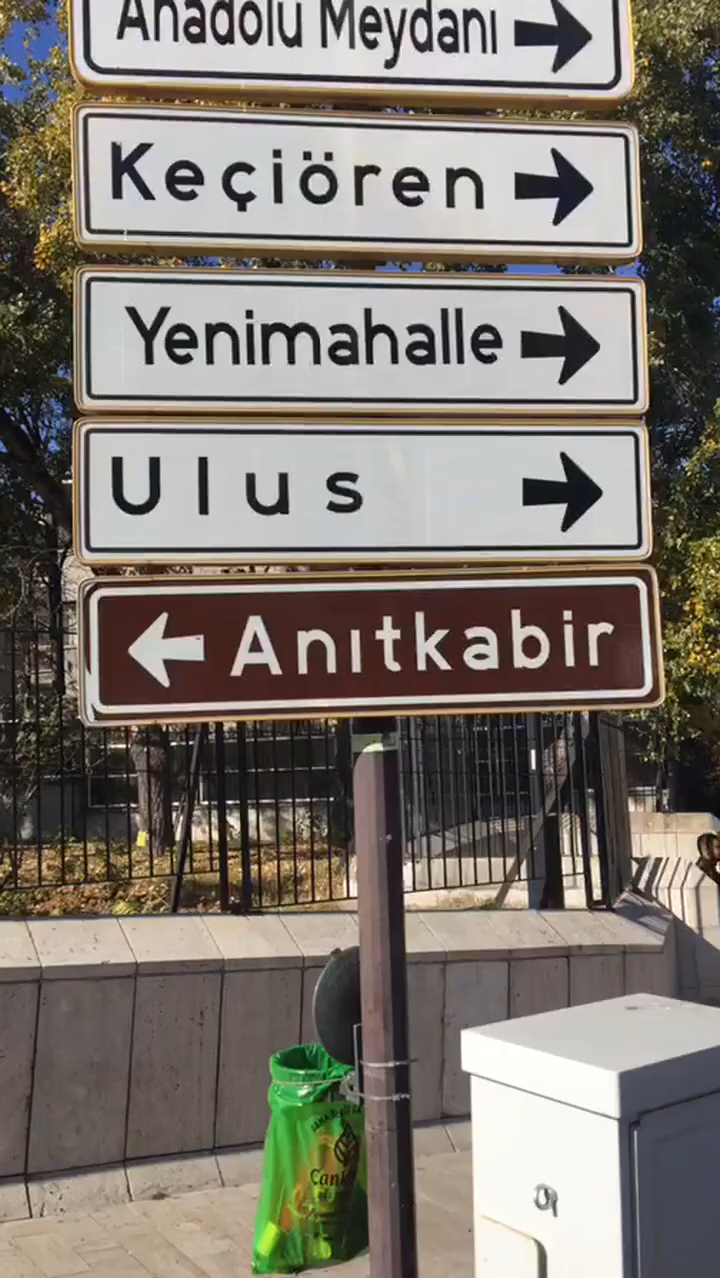 Anadolu Meydanı
Keçiören
Yenimahalle
Ulus
Anıtkabir